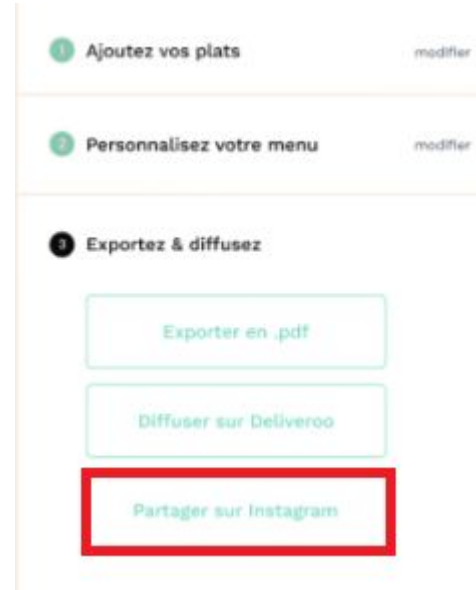 1 Ajoutez vos plats modifier
2 Personnalisez votre menu modifier
3 Exportez & diffusez
Exporter en .pdf
Diffuser sur Deliveroo
Partager sur Instagram